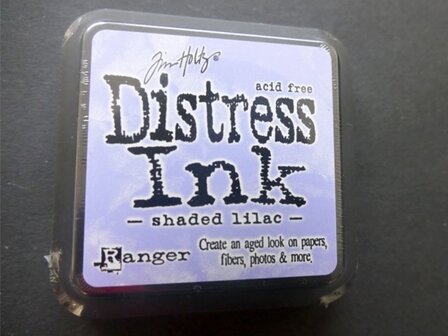 Tim Holtz
acid free
Distress
Ink
— shaded lilac —
Ranger
Create an aged look on papers,
fibers, photos & more.